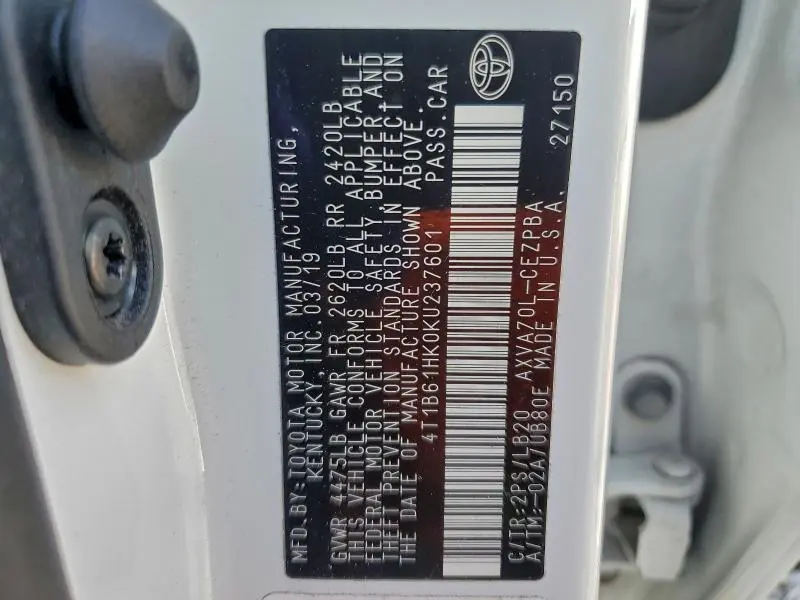 MFD.BY:TOYOTA MOTOR MANUFACTURING,
KENTUCKY, INC. 03/19
GVWR 4475LB GAWR FR 2620LB RR 2420LB
THIS VEHICLE CONFORMS TO ALL APPLICABLE
FEDERAL MOTOR VEHICLE SAFETY, BUMPER, AND
THEFT PREVENTION STANDARDS IN EFFECT ON
THE DATE OF MANUFACTURE SHOWN ABOVE.
4T1B61HK0KU237601 PASS.CAR
C/TR:2PS/LB20 AXVA70L-CEZPBA
A/TM:-02A/UB80E MADE IN U.S.A. 27150